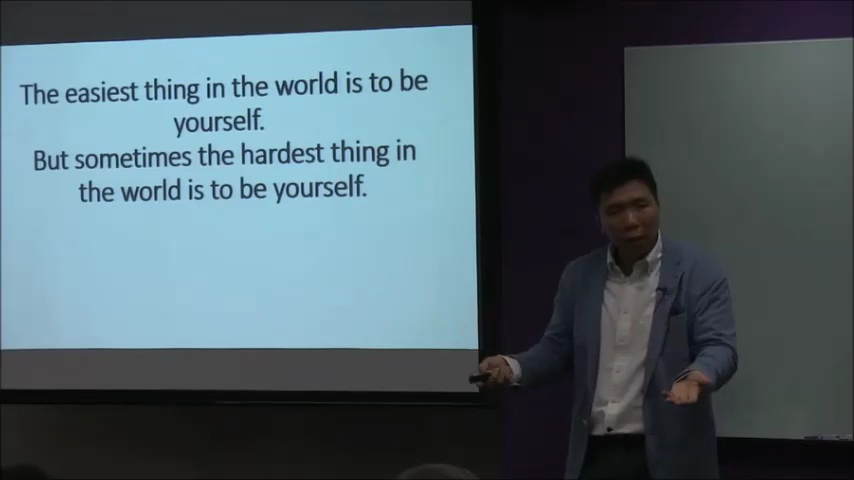 The easiest thing in the world is to be
yourself.
But sometimes the hardest thing in
the world is to be yourself.